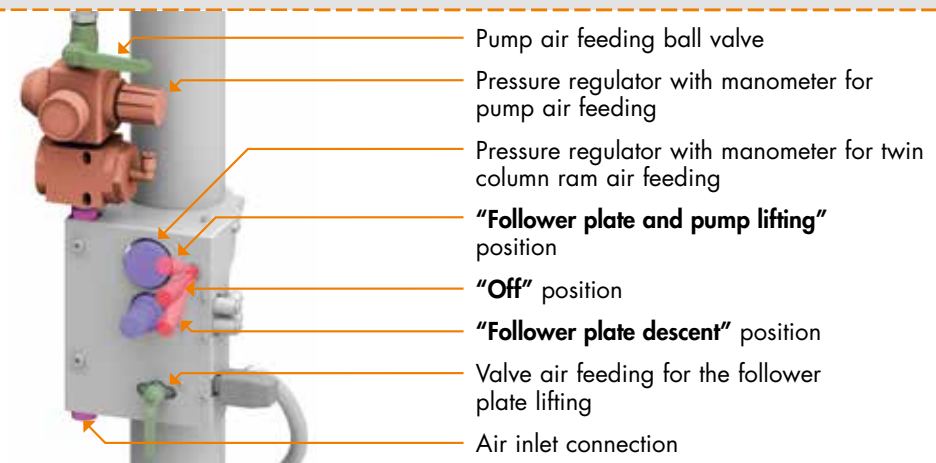 Pump air feeding ball valve
Pressure regulator with manometer for
pump air feeding
Pressure regulator with manometer for twin
column ram air feeding
“Follower plate and pump lifting”
position
“Off” position
“Follower plate descent” position
Valve air feeding for the follower
plate lifting
Air inlet connection